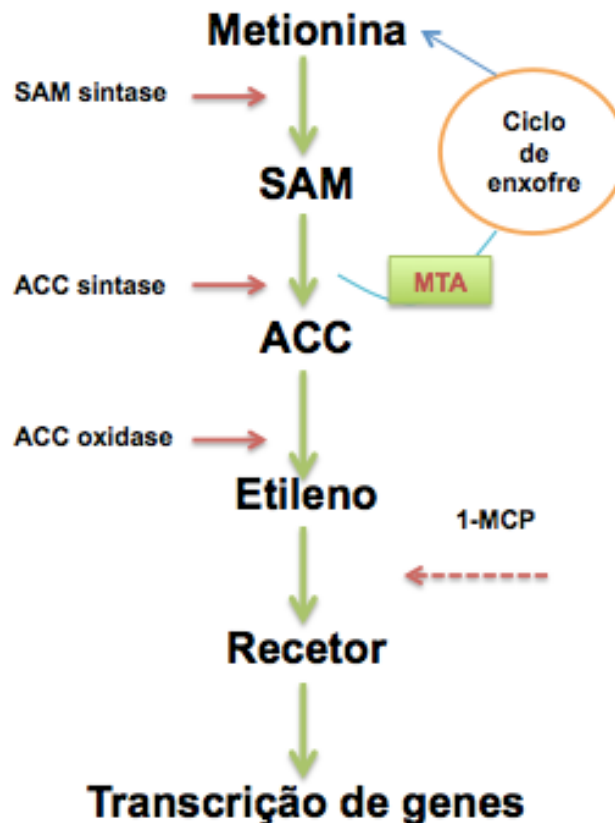 Metionina
SAM sintase
Ciclo
de
enxofre
SAM
ACC sintase
MTA
ACC
ACC oxidase
Etileno
1-MCP
Recetor
Transcrição de genes